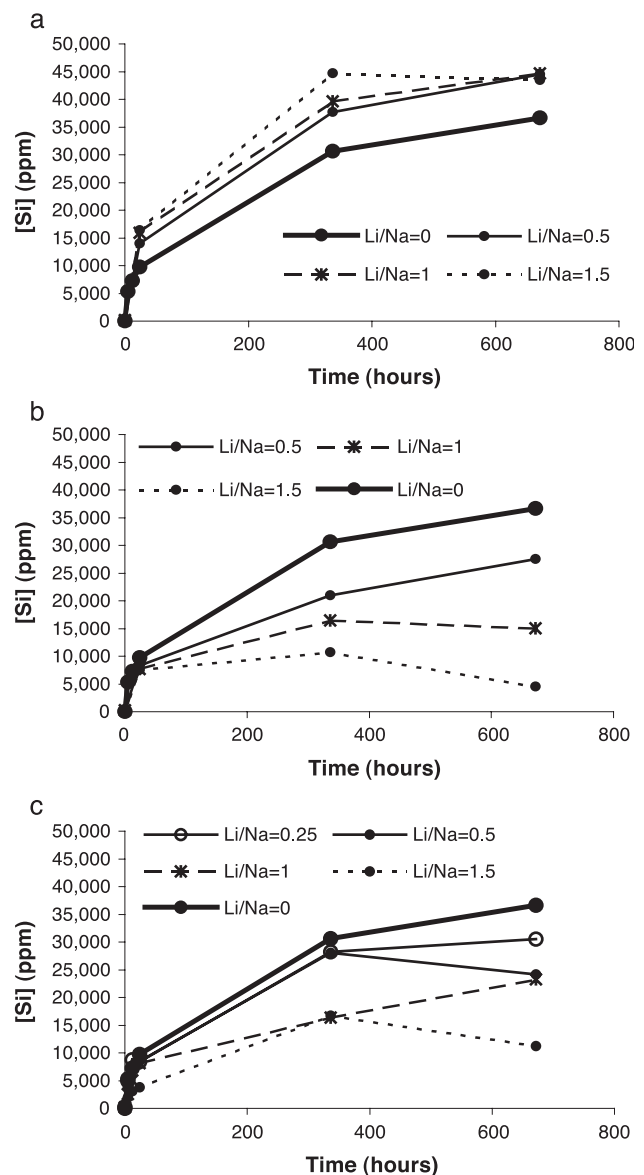 a
50,000
45,000
40,000
35,000
30,000
25,000
20,000
15,000
10,000
5,000
0
[Si] (ppm)
Li/Na=0 Li/Na=0.5
Li/Na=1 Li/Na=1.5
0 200 400 600 800
Time (hours)
b
50,000
45,000
40,000
35,000
30,000
25,000
20,000
15,000
10,000
5,000
0
[Si] (ppm)
Li/Na=0.5 Li/Na=1
Li/Na=1.5 Li/Na=0
0 200 400 600 800
Time (hours)
c
50,000
45,000
40,000
35,000
30,000
25,000
20,000
15,000
10,000
5,000
0
[Si] (ppm)
Li/Na=0.25 Li/Na=0.5
Li/Na=1 Li/Na=1.5
Li/Na=0
0 200 400 600 800
Time (hours)